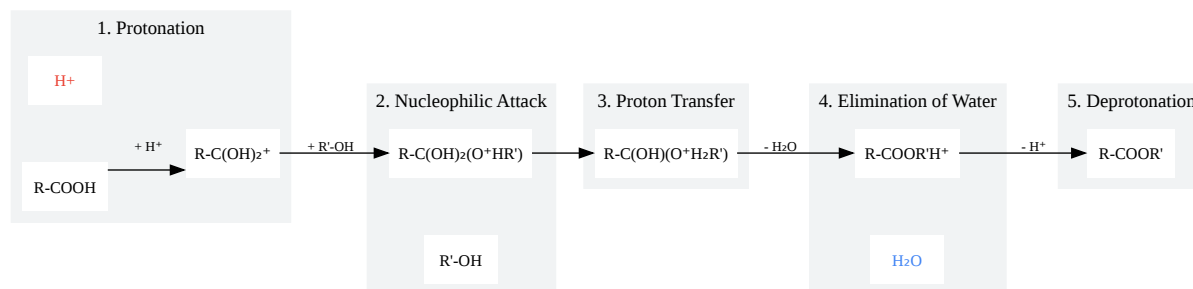 1. Protonation
H+
+ H⁺
R-COOH
R-C(OH)₂⁺
+ R'-OH
2. Nucleophilic Attack
R-C(OH)₂(O⁺HR')
R'-OH
3. Proton Transfer
R-C(OH)(O⁺H₂R')
- H₂O
4. Elimination of Water
R-COOR'H⁺
H₂O
- H⁺
5. Deprotonation
R-COOR'